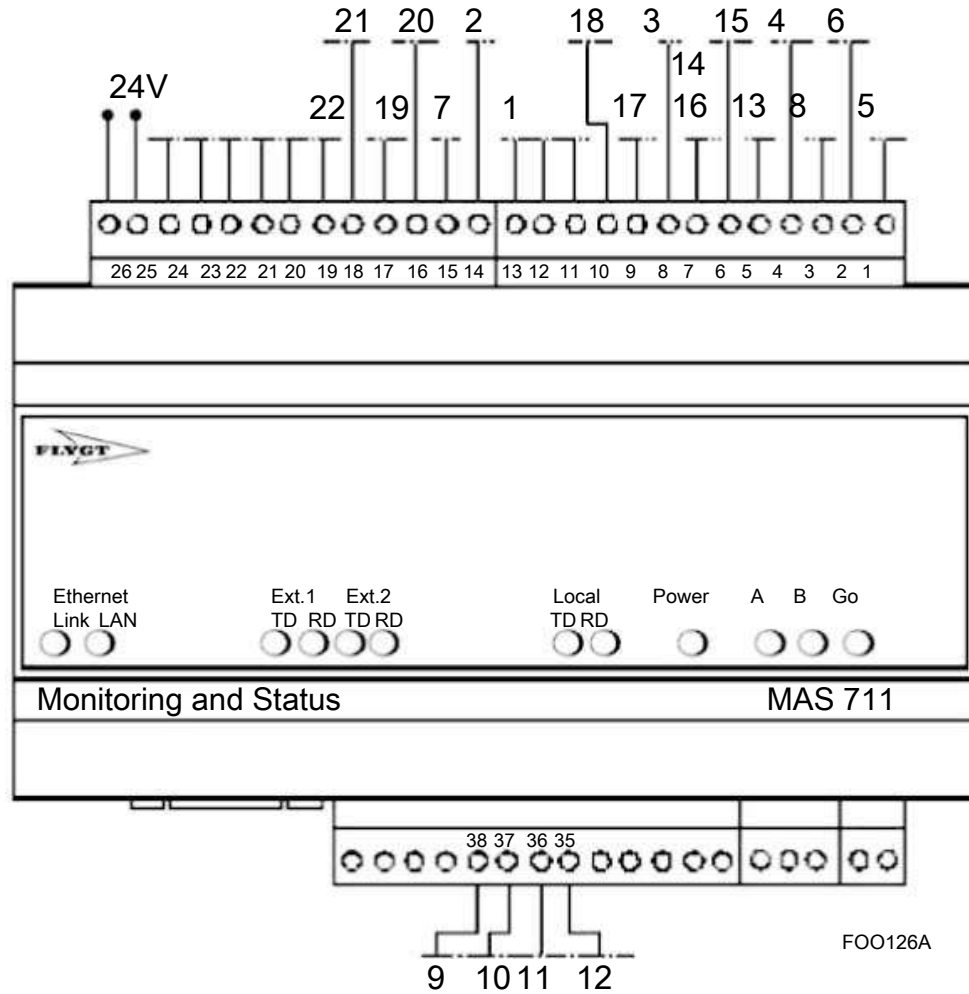 21 20 2 18 3 15 4 6
14
24V 22 19 7 1 17 16 13 8 5
26 25 24 23 22 21 20 19 18 17 16 15 14 13 12 11 10 9 8 7 6 5 4 3 2 1
FLYGT
Ethernet Ext.1 Ext.2 Local Power A B Go
Link LAN TD RD TD RD TD RD
Monitoring and Status MAS 711
38 37 36 35
FOO126A
9 10 11 12